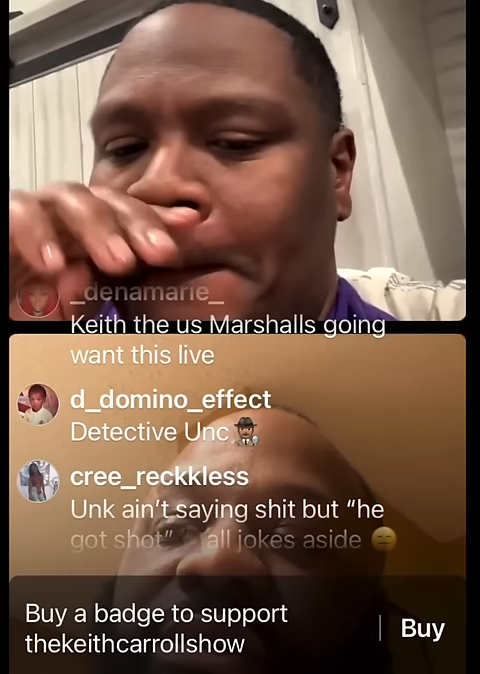 _denamarie_
Keith the us Marshalls going
want this live
d_domino_effect
Detective Unc🕵🏽‍♂️
cree_reckkless
Unk ain’t saying shit but “he
got shot” all jokes aside 😑
Buy a badge to support
thekeithcarrollshow
Buy